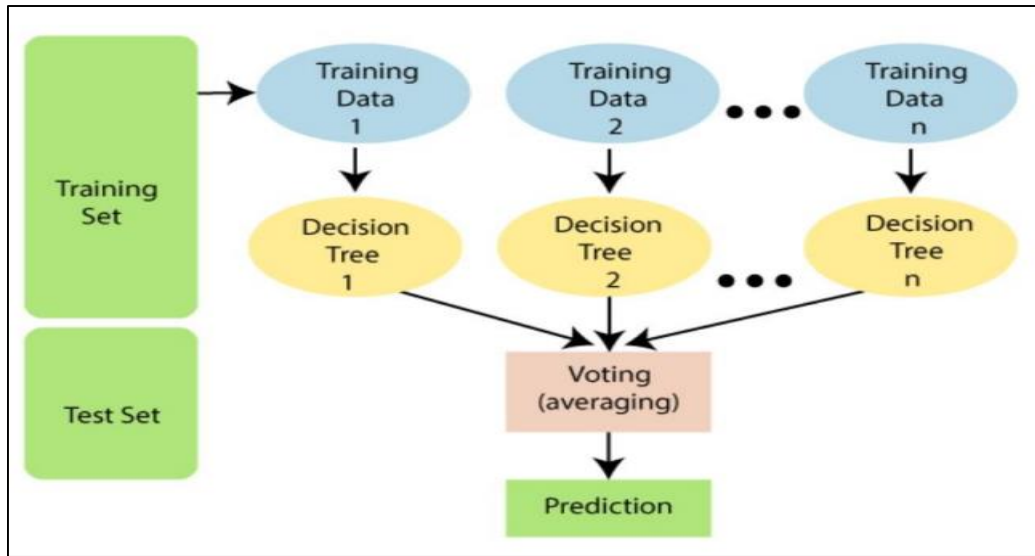 Training
Set
Test Set
Training
Data
1
Training
Data
2
Training
Data
n
Decision
Tree
1
Decision
Tree
2
Decision
Tree
n
Voting
(averaging)
Prediction